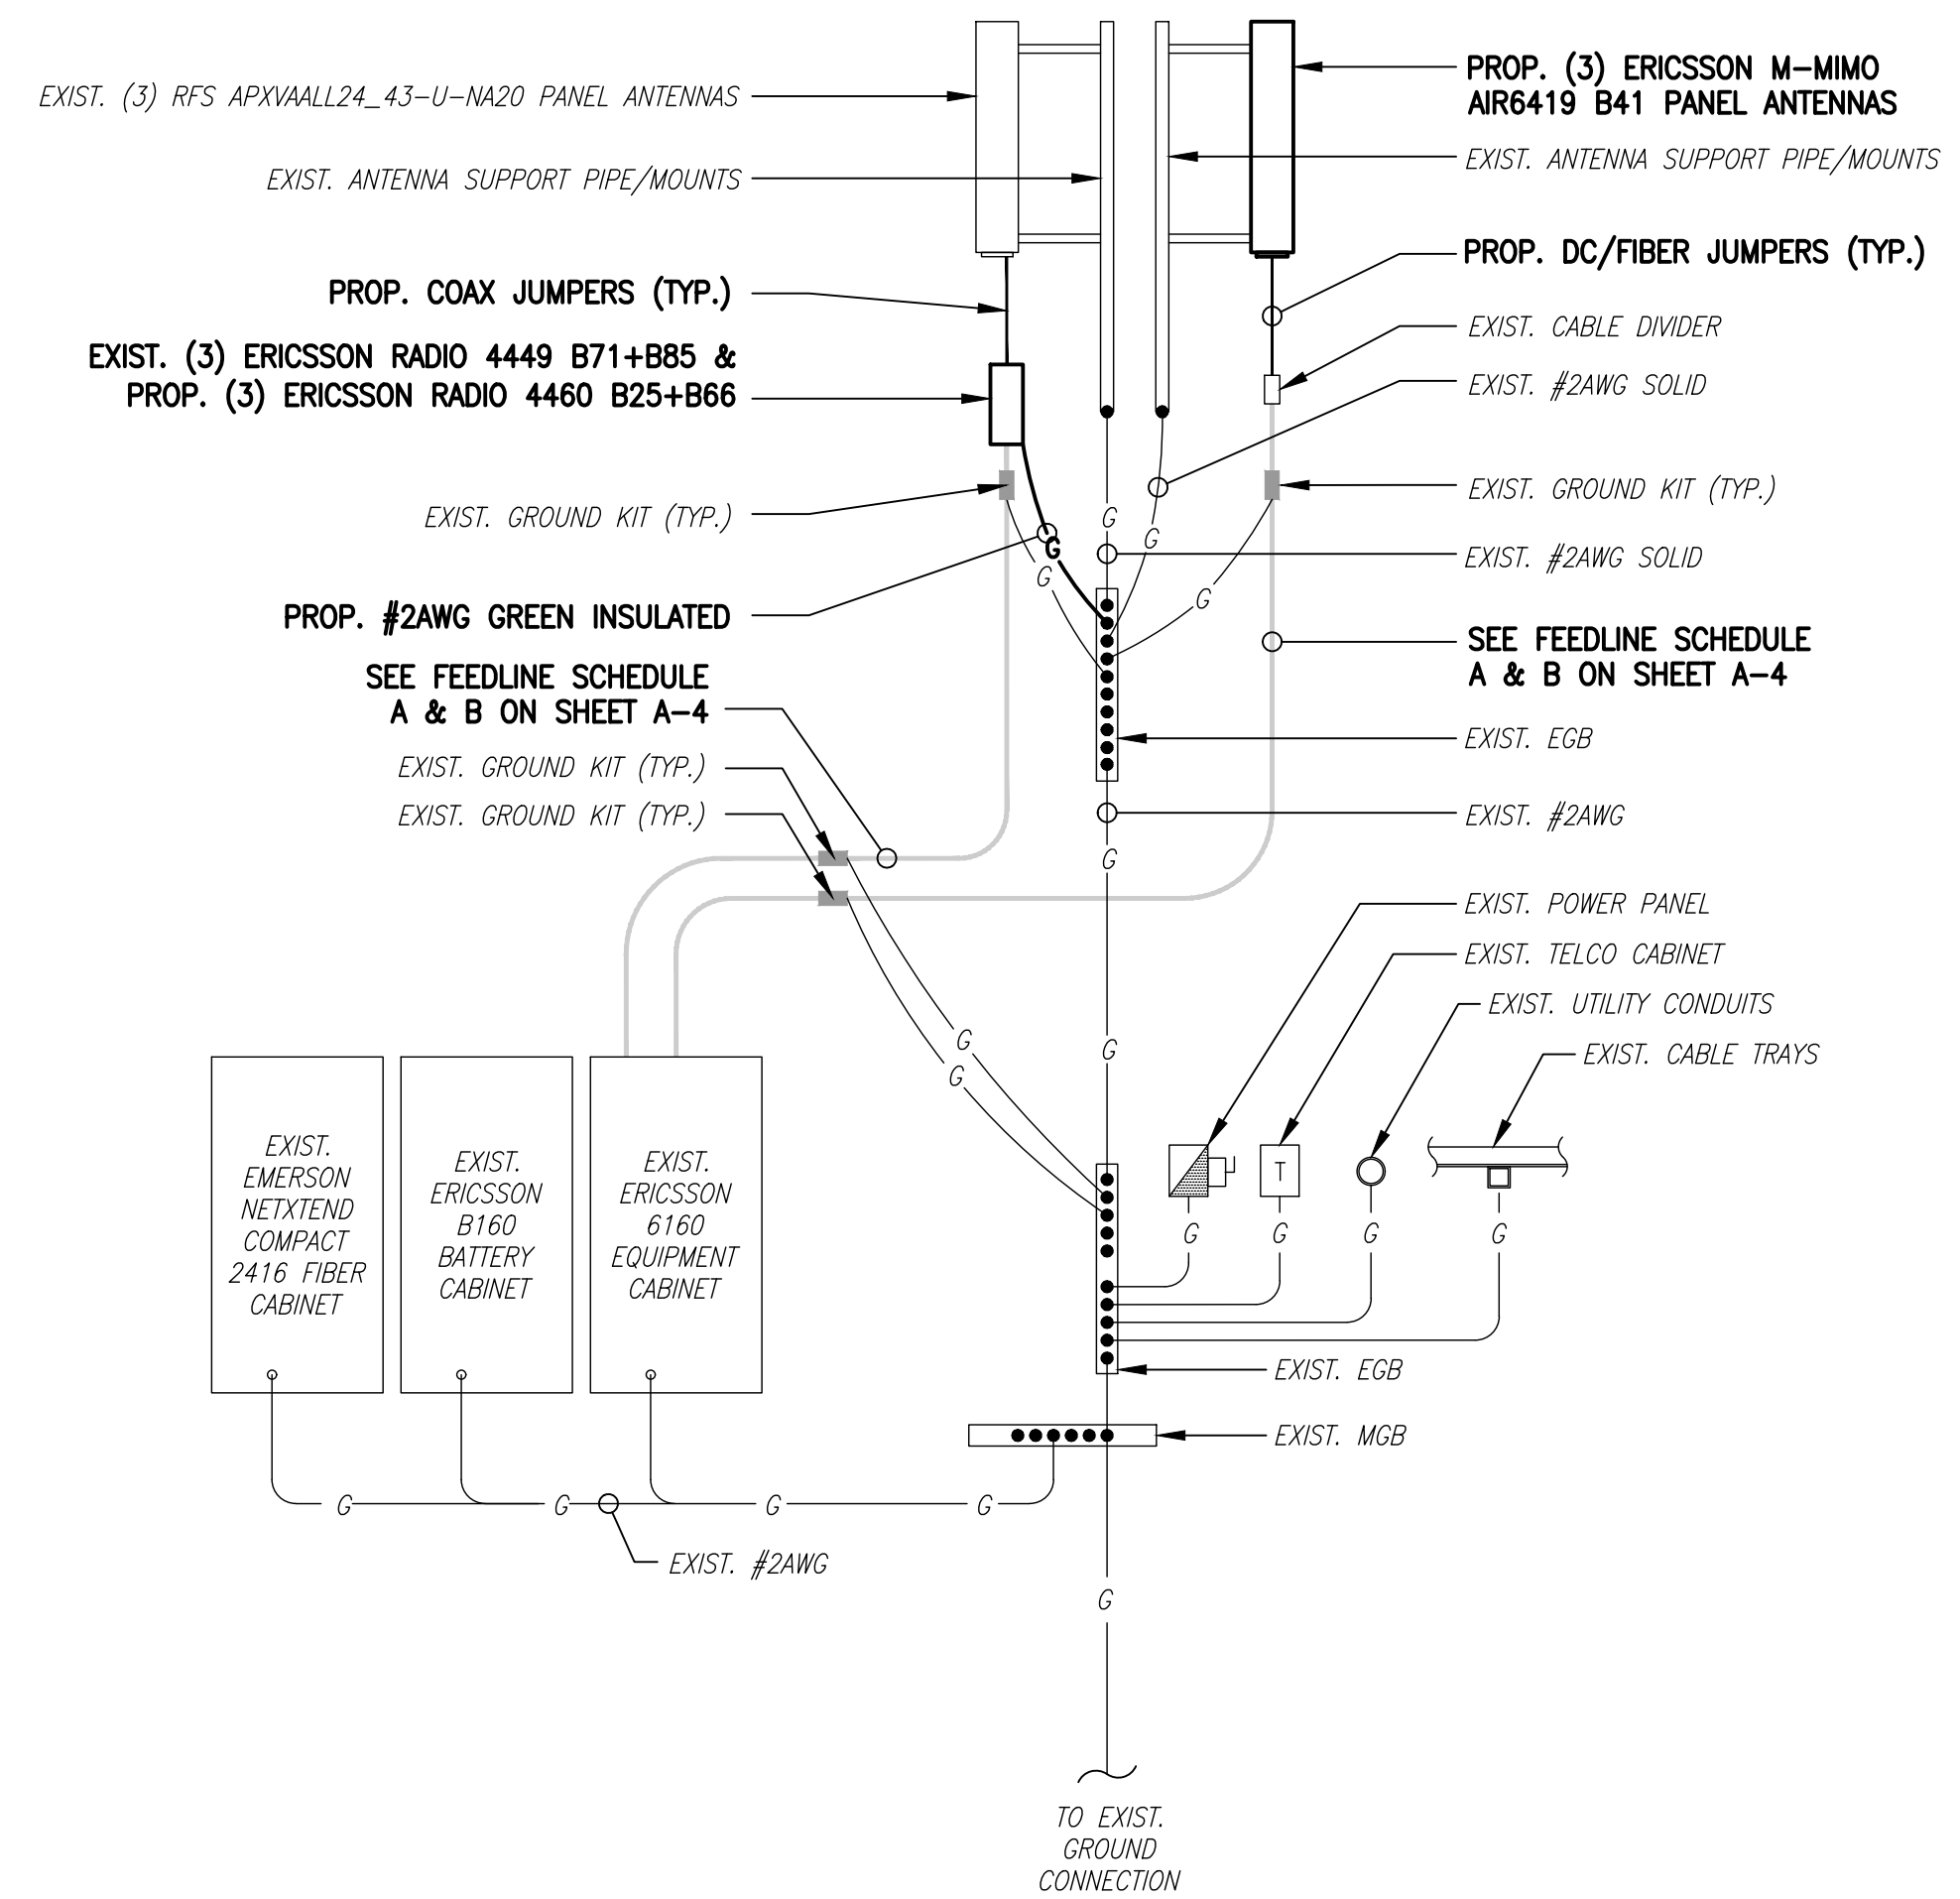 EXIST. (3) RFS APXVAALL24_43-U-NA20 PANEL ANTENNAS
EXIST. ANTENNA SUPPORT PIPE/MOUNTS
PROP. COAX JUMPERS (TYP.)
EXIST. (3) ERICSSON RADIO 4449 B71+B85 &
PROP. (3) ERICSSON RADIO 4460 B25+B66
EXIST. GROUND KIT (TYP.)
PROP. #2AWG GREEN INSULATED
SEE FEEDLINE SCHEDULE
A & B ON SHEET A-4
EXIST. GROUND KIT (TYP.)
EXIST. GROUND KIT (TYP.)
PROP. (3) ERICSSON M-MIMO
AIR6419 B41 PANEL ANTENNAS
EXIST. ANTENNA SUPPORT PIPE/MOUNTS
PROP. DC/FIBER JUMPERS (TYP.)
EXIST. CABLE DIVIDER
EXIST. #2AWG SOLID
EXIST. GROUND KIT (TYP.)
EXIST. #2AWG SOLID
SEE FEEDLINE SCHEDULE
A & B ON SHEET A-4
EXIST. EGB
EXIST. #2AWG
EXIST. POWER PANEL
EXIST. TELCO CABINET
EXIST. UTILITY CONDUITS
EXIST. CABLE TRAYS
G
G
G
G
G
G
G
G
G
T
G
G
G
G
EXIST.
EMERSON
NETXTEND
COMPACT
2416 FIBER
CABINET
EXIST.
ERICSSON
B160
BATTERY
CABINET
EXIST.
ERICSSON
6160
EQUIPMENT
CABINET
EXIST. EGB
EXIST. MGB
G
G
G
G
EXIST. #2AWG
G
TO EXIST.
GROUND
CONNECTION